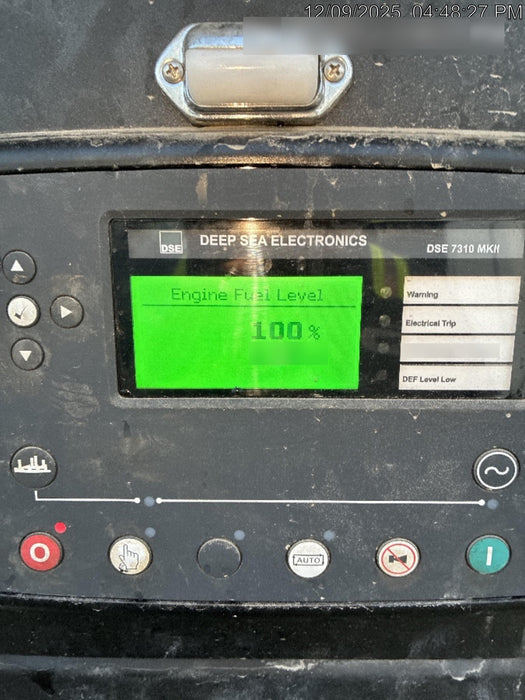 12/09/2025 04:48:27 PM
DSE
DEEP SEA ELECTRONICS
DSE 7310 MKII
Engine Fuel Level
100 %
Warning
Electrical Trip
DEF Level Low
O
AUTO
I